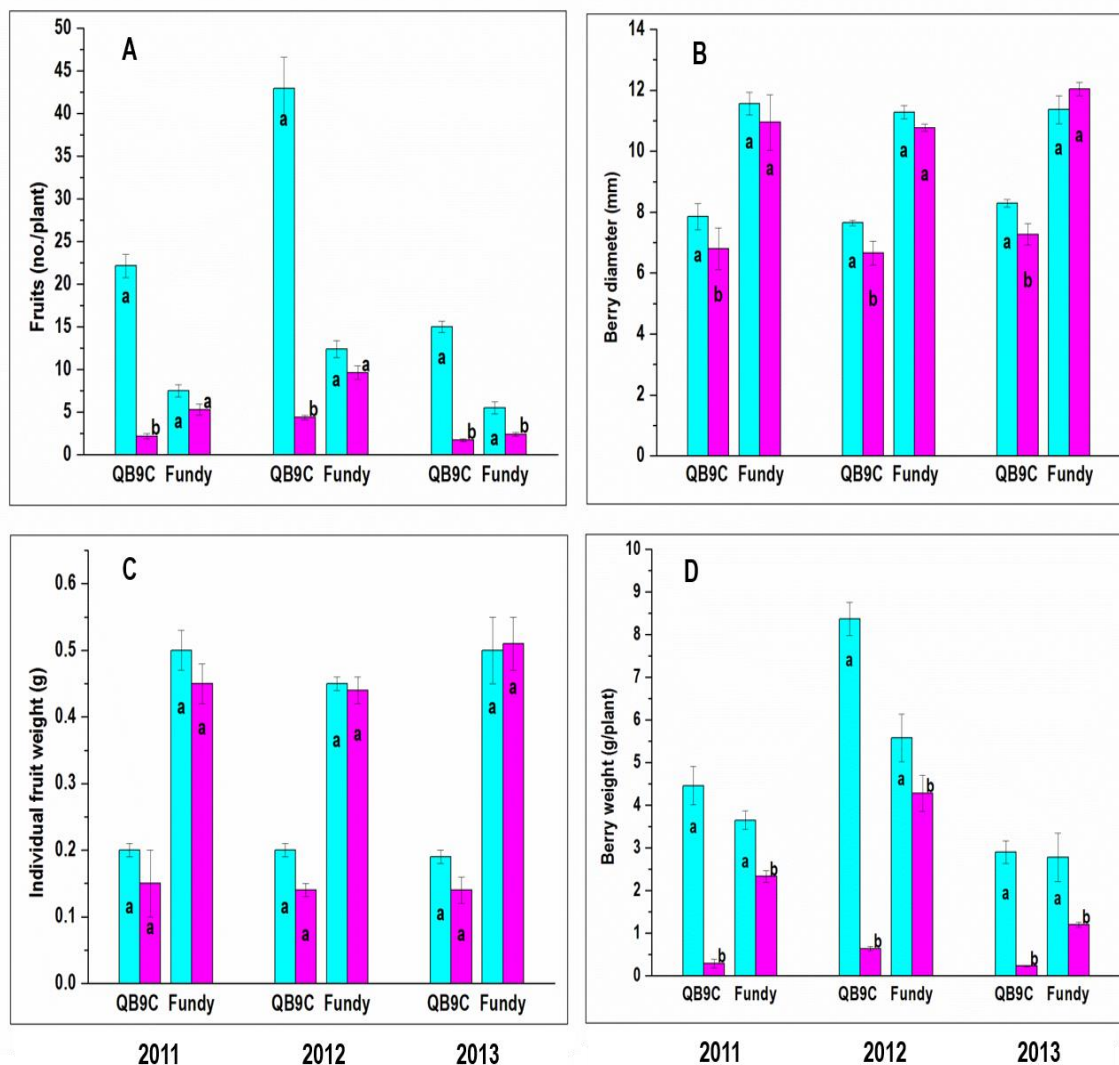 A
Fruits (no./plant)
50
45
40
35
30
25
20
15
10
5
0
a
b
a
a
a
b
a
a
a
b
a
b
QB9C Fundy QB9C Fundy QB9C Fundy
B
Berry diameter (mm)
14
12
10
8
6
4
2
0
a
b
a
a
a
b
a
a
a
b
a
a
QB9C Fundy QB9C Fundy QB9C Fundy
C
Individual fruit weight (g)
0.6
0.5
0.4
0.3
0.2
0.1
0.0
a
a
a
a
a
a
a
a
a
a
a
a
QB9C Fundy QB9C Fundy QB9C Fundy
2011 2012 2013
D
Berry weight (g/plant)
10
9
8
7
6
5
4
3
2
1
0
a
b
a
b
a
b
a
b
a
b
a
b
QB9C Fundy QB9C Fundy QB9C Fundy
2011 2012 2013